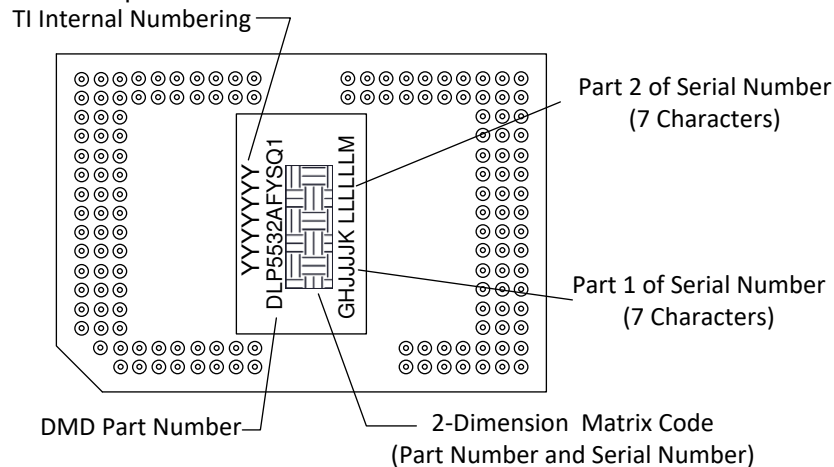 TI Internal Numbering
Part 2 of Serial Number
(7 Characters)
YYYYYYY
DLP5532AFYSQ1
GHJJJJK LLLLLLM
Part 1 of Serial Number
(7 Characters)
DMD Part Number
2-Dimension Matrix Code
(Part Number and Serial Number)